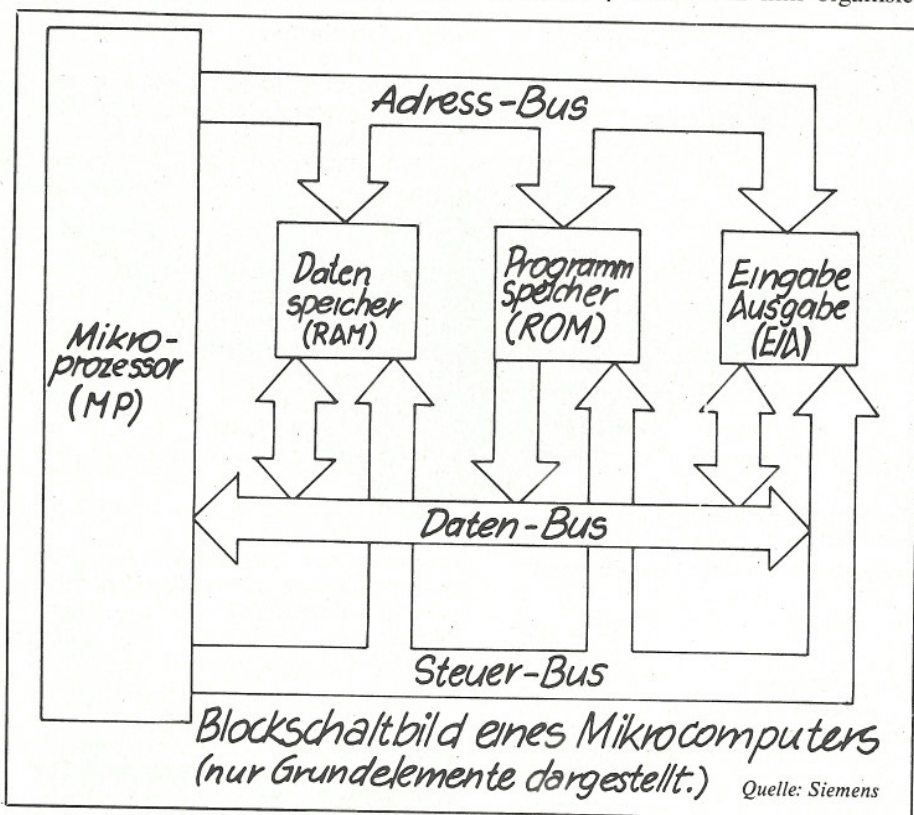 Adress-Bus
Daten
speicher
(RAM)
Programm
speicher
(ROM)
Eingabe
Ausgabe
(E/A)
Mikro-
prozessor
(MP)
Daten-Bus
Steuer-Bus
Blockschaltbild eines Mikrocomputers
(nur Grundelemente dargestellt.)
Quelle: Siemens